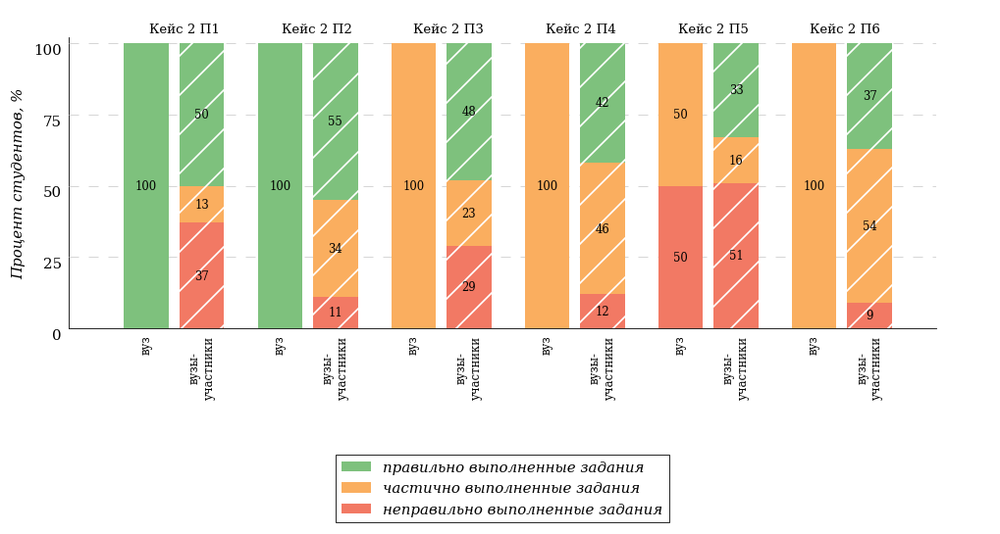 Кейс 2 П1 Кейс 2 П2 Кейс 2 П3 Кейс 2 П4 Кейс 2 П5 Кейс 2 П6
Процент студентов, %
100
75
50
25
0
100
50
13
37
100
55
34
11
100
48
23
29
100
42
46
12
50
50
33
16
51
100
37
54
9
вуз
вузы-
участники
вуз
вузы-
участники
вуз
вузы-
участники
вуз
вузы-
участники
вуз
вузы-
участники
вуз
вузы-
участники
правильно выполненные задания
частично выполненные задания
неправильно выполненные задания